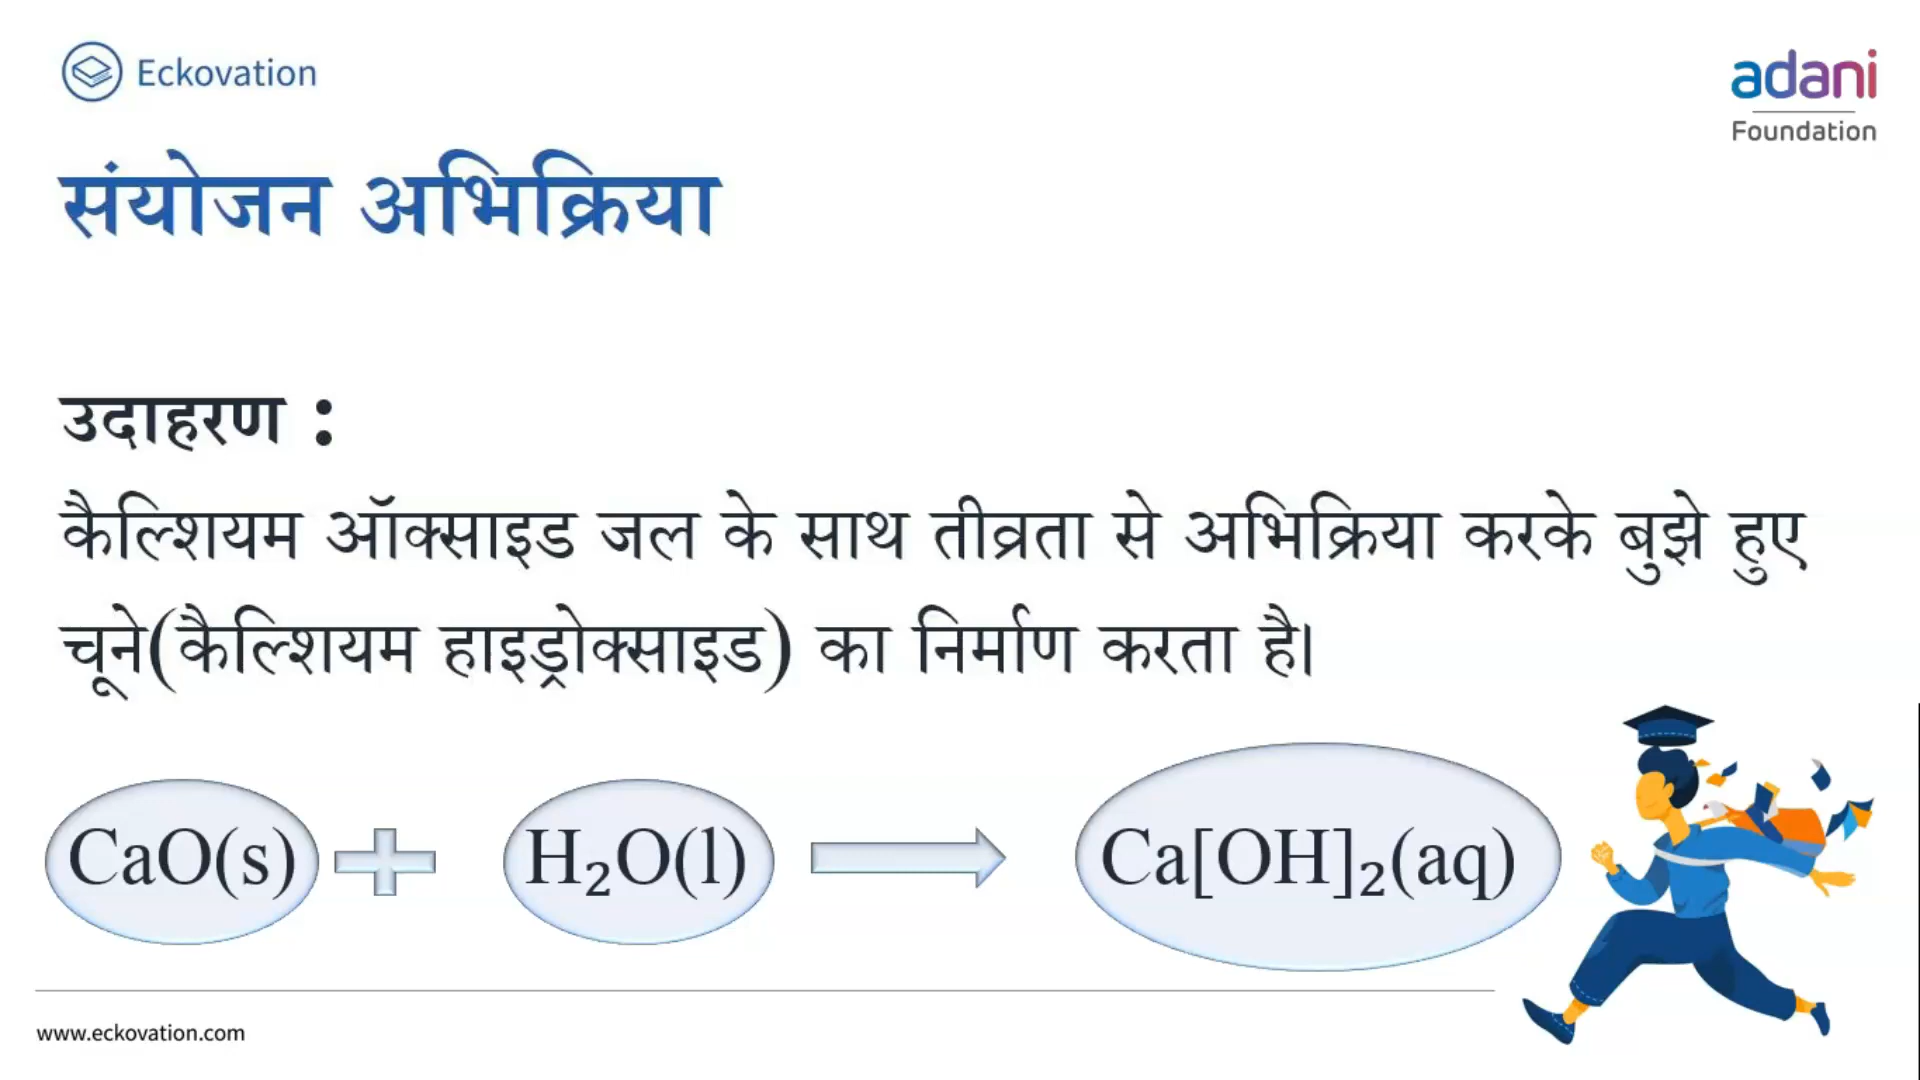 Eckovation
adani
Foundation
संयोजन अभिक्रिया
उदाहरण :
कैल्शियम ऑक्साइड जल के साथ तीव्रता से अभिक्रिया करके बुझे हुए
चूने(कैल्शियम हाइड्रोक्साइड) का निर्माण करता है।
CaO(s) + H₂O(l) → Ca[OH]₂(aq)
www.eckovation.com